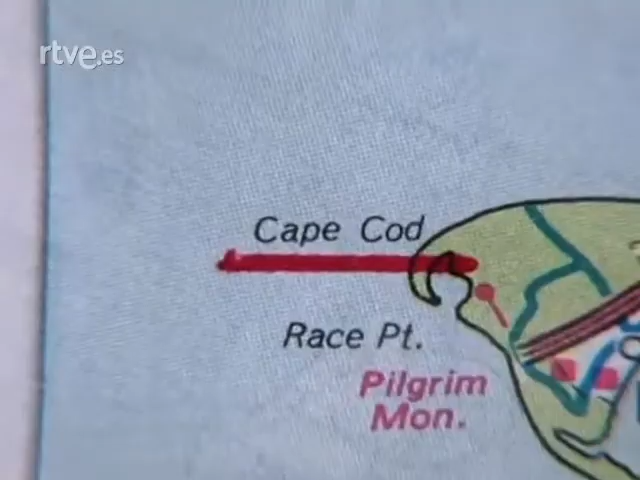 rtve.es
Cape Cod
Race Pt.
Pilgrim
Mon.